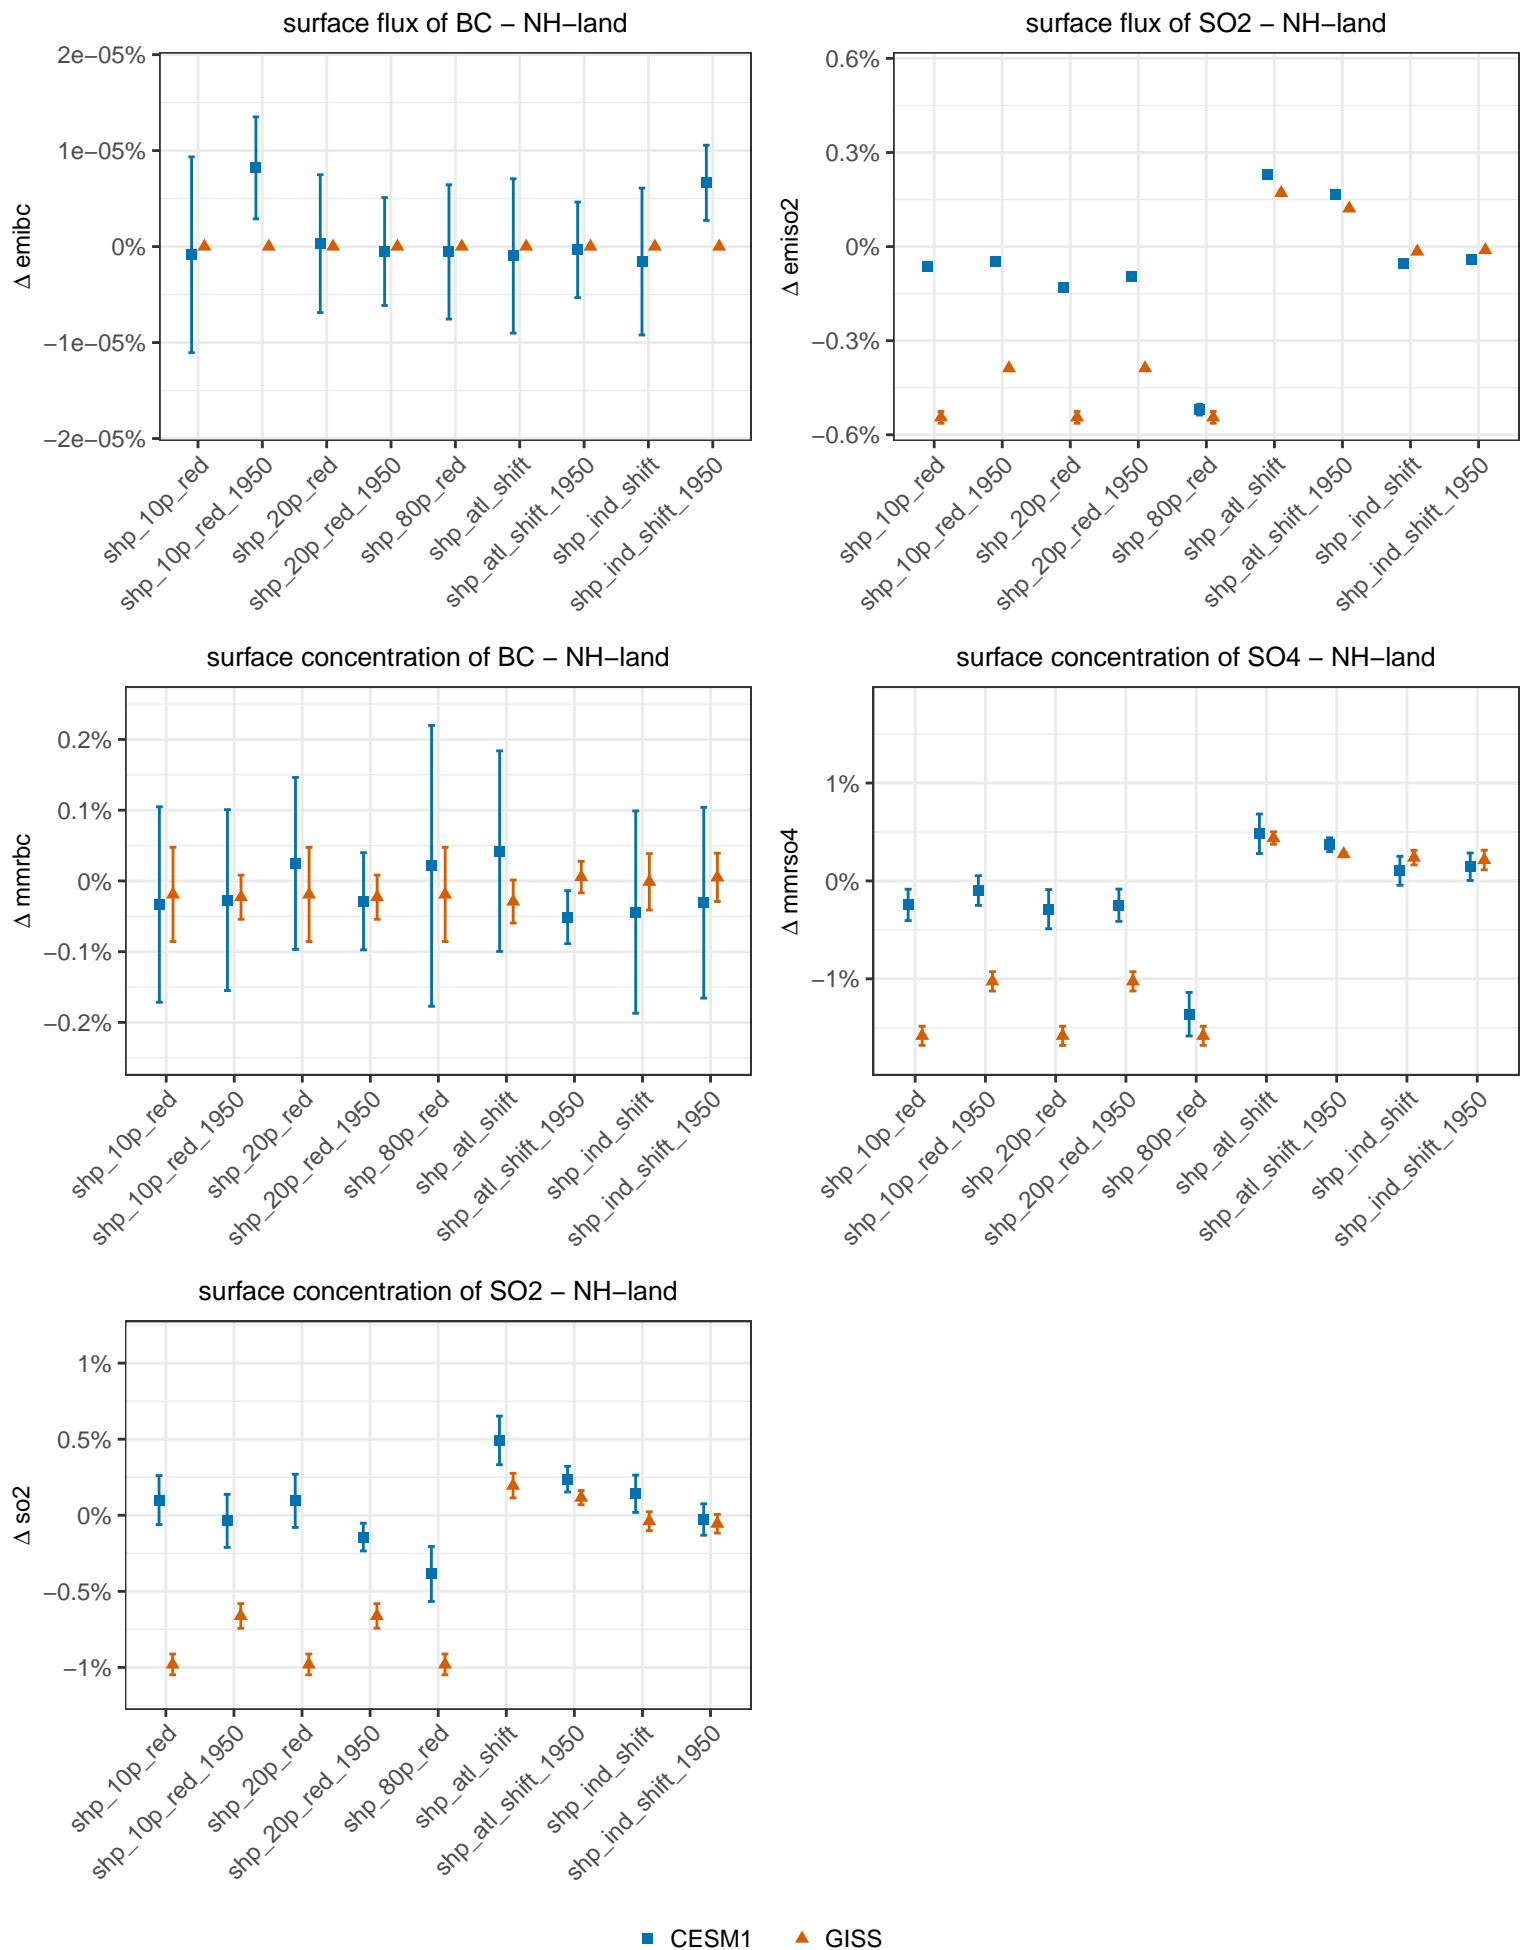 surface flux of BC − NH−land
2e−05%
1e−05%
0%
−1e−05%
−2e−05%
Δ emibc
shp_10p_red
shp_10p_red_1950
shp_20p_red
shp_20p_red_1950
shp_80p_red
shp_atl_shift
shp_atl_shift_1950
shp_ind_shift
shp_ind_shift_1950
surface flux of SO2 − NH−land
0.6%
0.3%
0%
−0.3%
−0.6%
Δ emiso2
shp_10p_red
shp_10p_red_1950
shp_20p_red
shp_20p_red_1950
shp_80p_red
shp_atl_shift
shp_atl_shift_1950
shp_ind_shift
shp_ind_shift_1950
surface concentration of BC − NH−land
0.2%
0.1%
0%
−0.1%
−0.2%
Δ mmrbc
shp_10p_red
shp_10p_red_1950
shp_20p_red
shp_20p_red_1950
shp_80p_red
shp_atl_shift
shp_atl_shift_1950
shp_ind_shift
shp_ind_shift_1950
surface concentration of SO4 − NH−land
1%
0%
−1%
Δ mmrso4
shp_10p_red
shp_10p_red_1950
shp_20p_red
shp_20p_red_1950
shp_80p_red
shp_atl_shift
shp_atl_shift_1950
shp_ind_shift
shp_ind_shift_1950
surface concentration of SO2 − NH−land
1%
0.5%
0%
−0.5%
−1%
Δ so2
shp_10p_red
shp_10p_red_1950
shp_20p_red
shp_20p_red_1950
shp_80p_red
shp_atl_shift
shp_atl_shift_1950
shp_ind_shift
shp_ind_shift_1950
CESM1 GISS